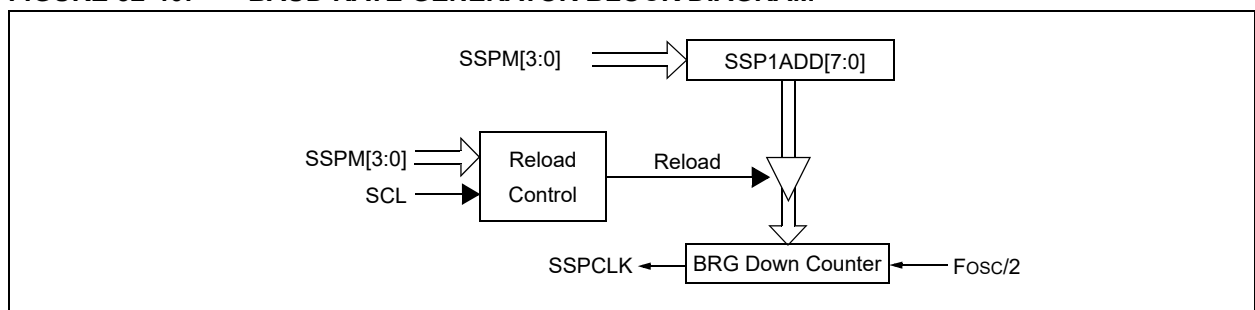 SSPM[3:0]
SSP1ADD[7:0]
SSPM[3:0]
SCL
Reload
Control
Reload
SSPCLK
BRG Down Counter
FOSC/2